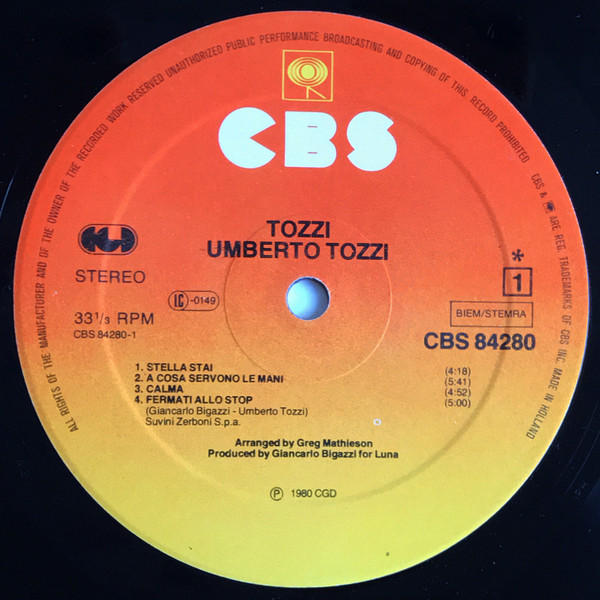 ALL RIGHTS OF THE MANUFACTURER AND OF THE OWNER OF THE RECORDED WORK RESERVED UNAUTHORIZED PUBLIC PERFORMANCE BROADCASTING AND COPYING OF THIS RECORD PROHIBITED
CBS & ARE REG. TRADEMARKS OF CBS INC. MADE IN HOLLAND
CBS
TOZZI
UMBERTO TOZZI
STEREO
LC-0149
33 1/3 RPM
CBS 84280-1
*
1
BIEM/STEMRA
CBS 84280
1. STELLA STAI (4:18)
2. A COSA SERVONO LE MANI (5:41)
3. CALMA (4:52)
4. FERMATI ALLO STOP (5:00)
(Giancarlo Bigazzi - Umberto Tozzi)
Suvini Zerboni S.p.a.
Arranged by Greg Mathieson
Produced by Giancarlo Bigazzi for Luna
℗ 1980 CGD